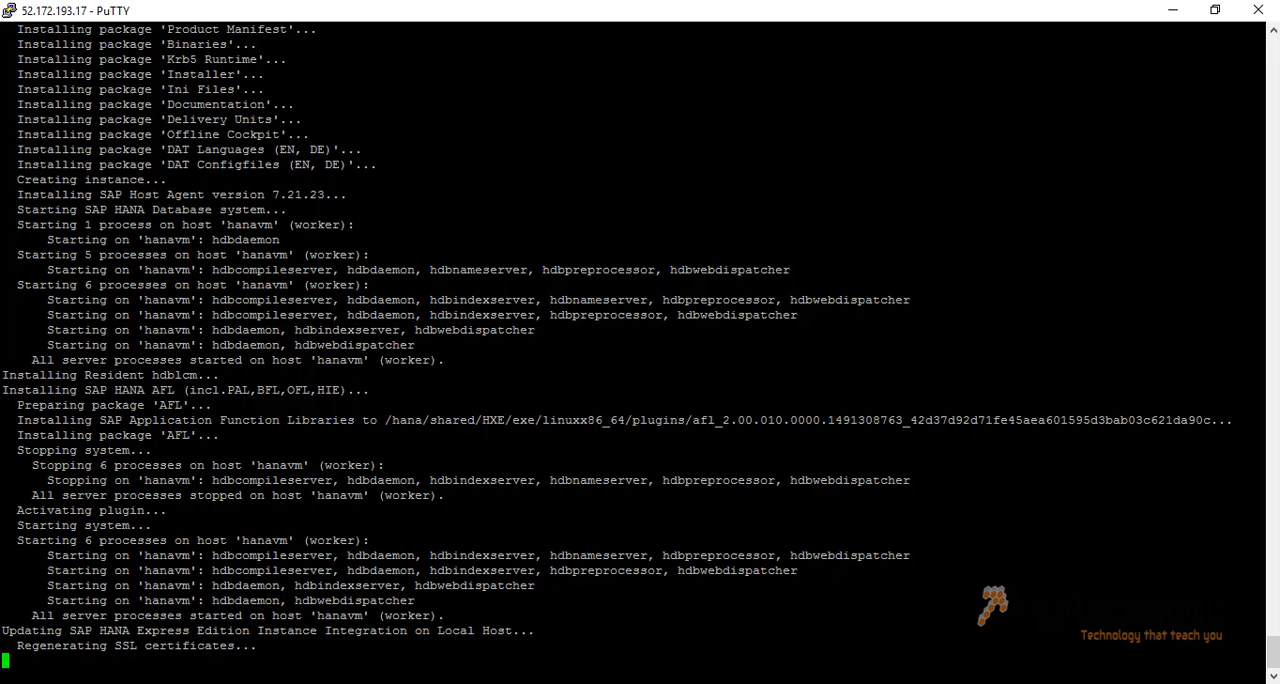 52.172.193.17 - PuTTY
Installing package 'Product Manifest'...
Installing package 'Binaries'...
Installing package 'Krb5 Runtime'...
Installing package 'Installer'...
Installing package 'Ini Files'...
Installing package 'Documentation'...
Installing package 'Delivery Units'...
Installing package 'Offline Cockpit'...
Installing package 'DAT Languages (EN, DE)'...
Installing package 'DAT Configfiles (EN, DE)'...
Creating instance...
Installing SAP Host Agent version 7.21.23...
Starting SAP HANA Database system...
Starting 1 process on host 'hanavm' (worker):
Starting on 'hanavm': hdbdaemon
Starting 5 processes on host 'hanavm' (worker):
Starting on 'hanavm': hdbcompileserver, hdbdaemon, hdbnameserver, hdbpreprocessor, hdbwebdispatcher
Starting 6 processes on host 'hanavm' (worker):
Starting on 'hanavm': hdbcompileserver, hdbdaemon, hdbindexserver, hdbnameserver, hdbpreprocessor, hdbwebdispatcher
Starting on 'hanavm': hdbcompileserver, hdbdaemon, hdbindexserver, hdbpreprocessor, hdbwebdispatcher
Starting on 'hanavm': hdbdaemon, hdbindexserver, hdbwebdispatcher
Starting on 'hanavm': hdbdaemon, hdbwebdispatcher
All server processes started on host 'hanavm' (worker).
Installing Resident hdblcm...
Installing SAP HANA AFL (incl.PAL,BFL,OFL,HIE)...
Preparing package 'AFL'...
Installing SAP Application Function Libraries to /hana/shared/HXE/exe/linuxx86_64/plugins/afl_2.00.010.0000.1491308763_42d37d92d71fe45aea601595d3bab03c621da90c...
Installing package 'AFL'...
Stopping system...
Stopping 6 processes on host 'hanavm' (worker):
Stopping on 'hanavm': hdbcompileserver, hdbdaemon, hdbindexserver, hdbnameserver, hdbpreprocessor, hdbwebdispatcher
All server processes stopped on host 'hanavm' (worker).
Activating plugin...
Starting system...
Starting 6 processes on host 'hanavm' (worker):
Starting on 'hanavm': hdbcompileserver, hdbdaemon, hdbindexserver, hdbnameserver, hdbpreprocessor, hdbwebdispatcher
Starting on 'hanavm': hdbcompileserver, hdbdaemon, hdbindexserver, hdbpreprocessor, hdbwebdispatcher
Starting on 'hanavm': hdbdaemon, hdbindexserver, hdbwebdispatcher
Starting on 'hanavm': hdbdaemon, hdbwebdispatcher
All server processes started on host 'hanavm' (worker).
Updating SAP HANA Express Edition Instance Integration on Local Host...
Regenerating SSL certificates...
Technology that teach you